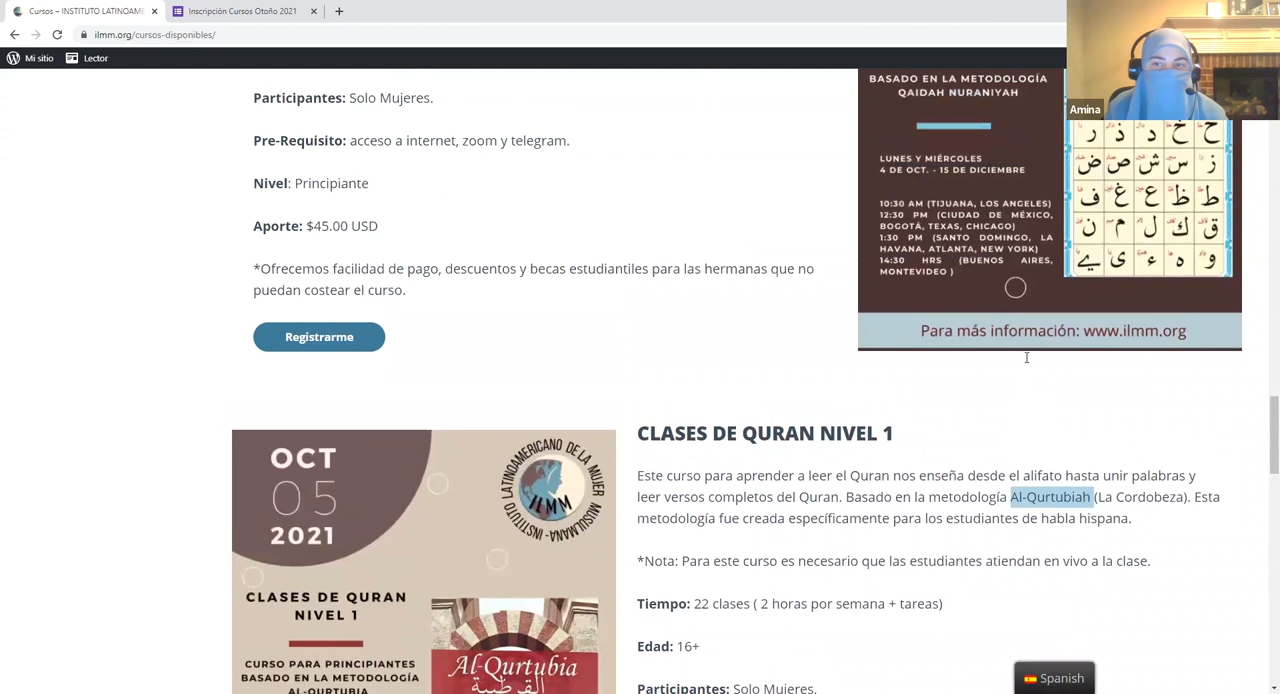 Cursos – INSTITUTO LATINOAME
Inscripción Cursos Otoño 2021
ilmm.org/cursos-disponibles/
Mi sitio
Lector
Amina
Participantes: Solo Mujeres.
Pre-Requisito: acceso a internet, zoom y telegram.
Nivel: Principiante
Aporte: $45.00 USD
*Ofrecemos facilidad de pago, descuentos y becas estudiantiles para las hermanas que no
puedan costear el curso.
Registrarme
BASADO EN LA METODOLOGÍA
QAIDAH NURANIYAH
LUNES Y MIÉRCOLES
4 DE OCT. - 15 DE DICIEMBRE
10:30 AM (TIJUANA, LOS ANGELES)
12:30 PM (CIUDAD DE MÉXICO,
BOGOTÁ, TEXAS, CHICAGO)
1:30 PM (SANTO DOMINGO, LA
HAVANA, ATLANTA, NEW YORK)
14:30 HRS (BUENOS AIRES,
MONTEVIDEO )
ح خ د ذ ر
ز س ش ص ض
ط ظ ع غ ف
ق ك ل م ن
و ه ء ى ي
Para más información: www.ilmm.org
OCT
05
2021
INSTITUTO LATINOAMERICANO DE LA MUJER MUSULMANA
ILMM
CLASES DE QURAN
NIVEL 1
CURSO PARA PRINCIPIANTES
BASADO EN LA METODOLOGÍA
AL-QURTUBIA
Al-Qurtubia
القرطبية
CLASES DE QURAN NIVEL 1
Este curso para aprender a leer el Quran nos enseña desde el alifato hasta unir palabras y
leer versos completos del Quran. Basado en la metodología Al-Qurtubiah (La Cordobeza). Esta
metodología fue creada específicamente para los estudiantes de habla hispana.
*Nota: Para este curso es necesario que las estudiantes atiendan en vivo a la clase.
Tiempo: 22 clases ( 2 horas por semana + tareas)
Edad: 16+
Participantes: Solo Mujeres.
Spanish